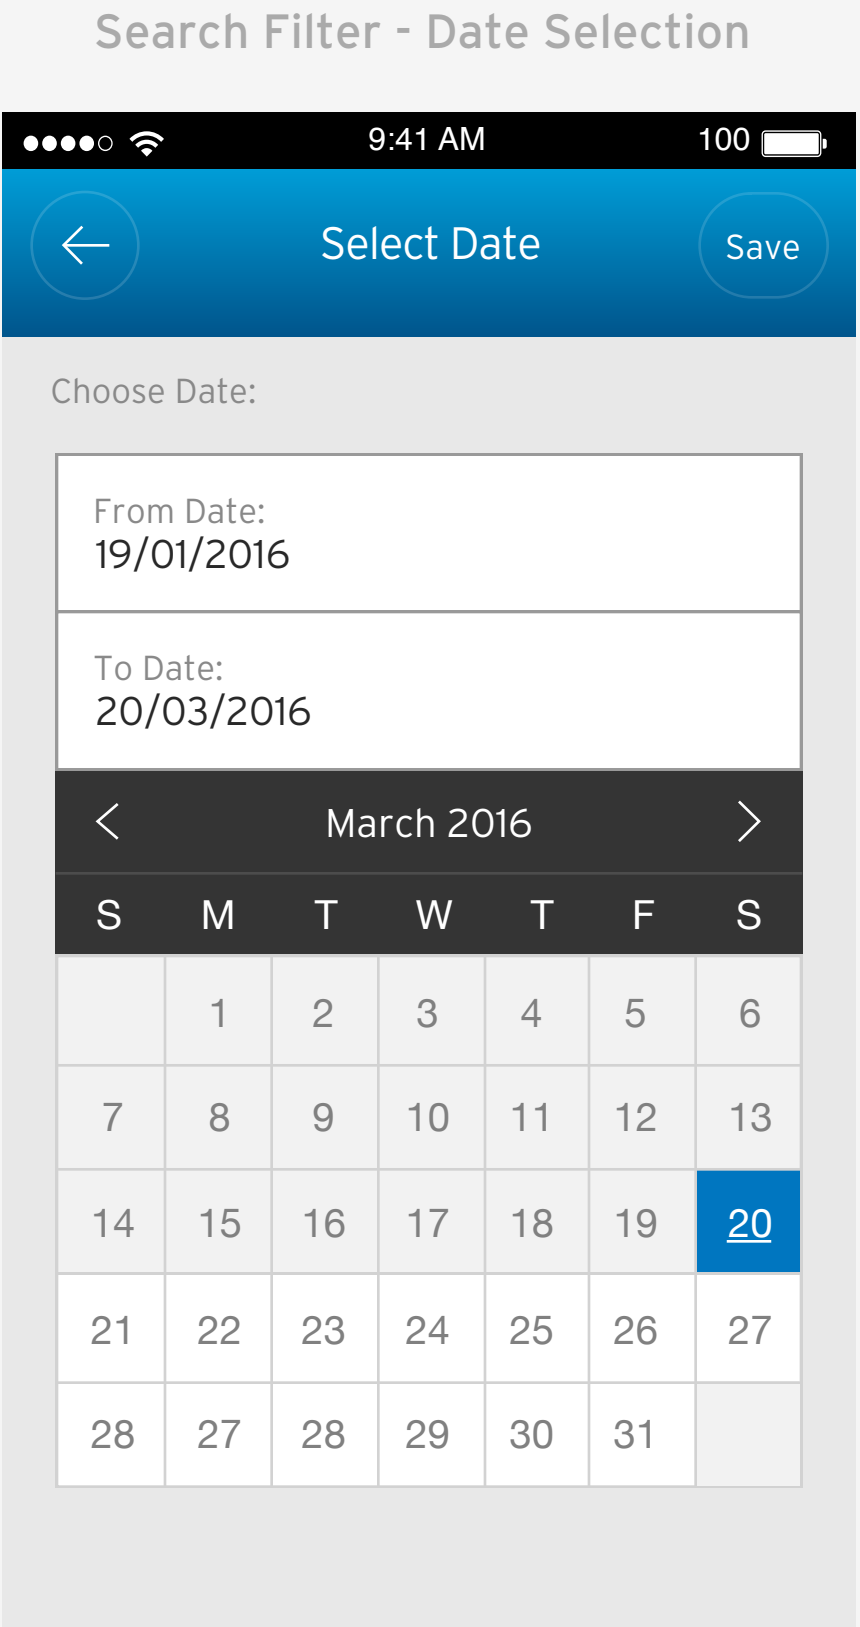 Search Filter - Date Selection
9:41 AM 100
Select Date Save
Choose Date:
From Date:
19/01/2016
To Date:
20/03/2016
March 2016
S M T W T F S
1 2 3 4 5 6
7 8 9 10 11 12 13
14 15 16 17 18 19 20
21 22 23 24 25 26 27
28 27 28 29 30 31